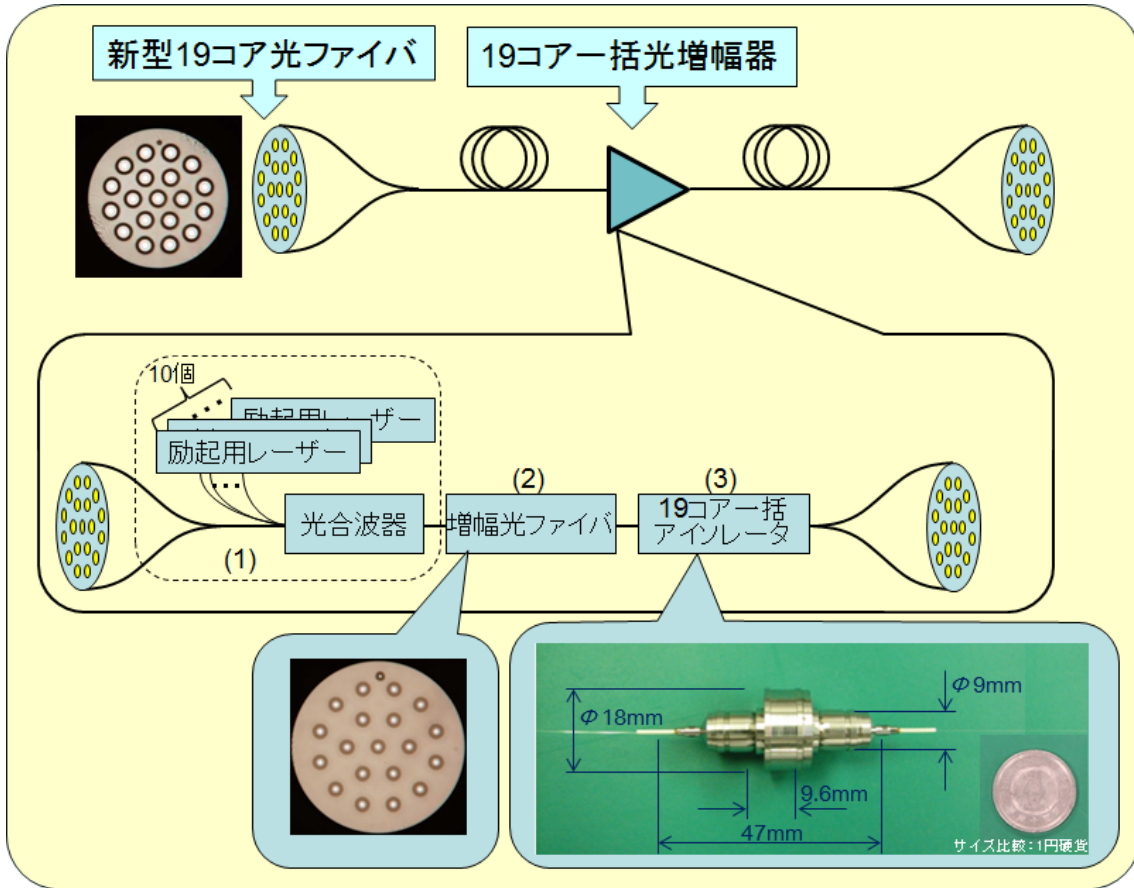 新型19コア光ファイバ
19コア一括光増幅器
10個
励起用レーザー
励起用レーザー
(1)
光合波器
(2)
増幅光ファイバ
(3)
19コア一括
アイソレータ
Φ18mm
Φ9mm
9.6mm
47mm
サイズ比較：1円硬貨